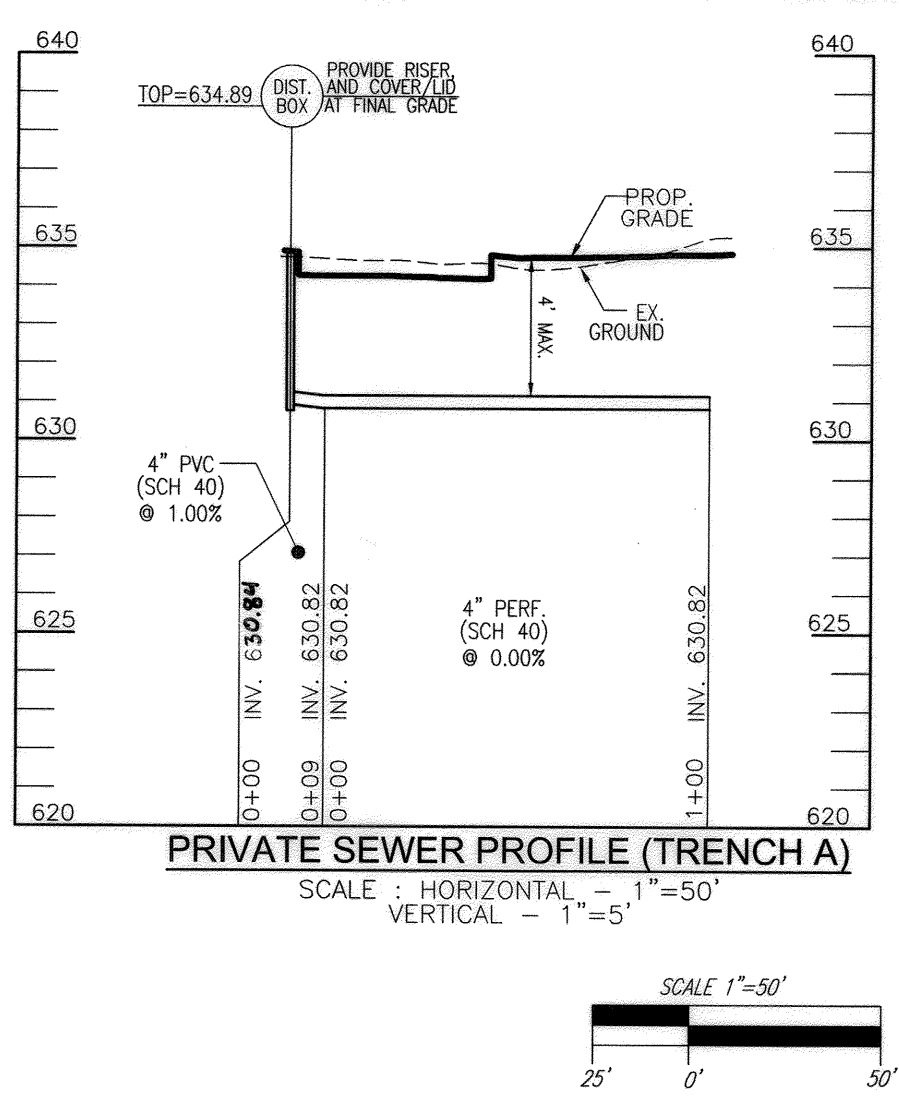 640
640
TOP=634.89
DIST.
BOX
PROVIDE RISER,
AND COVER/LID
AT FINAL GRADE
PROP.
GRADE
635
635
4' MAX.
EX.
GROUND
630
630
4" PVC
(SCH 40)
@ 1.00%
4" PERF.
(SCH 40)
@ 0.00%
625
625
0+00 INV. 630.84
0+09 INV. 630.82
0+00 INV. 630.82
1+00 INV. 630.82
620
620
PRIVATE SEWER PROFILE (TRENCH A)
SCALE : HORIZONTAL - 1"=50'
VERTICAL - 1"=5'
SCALE 1"=50'
25'
0'
50'